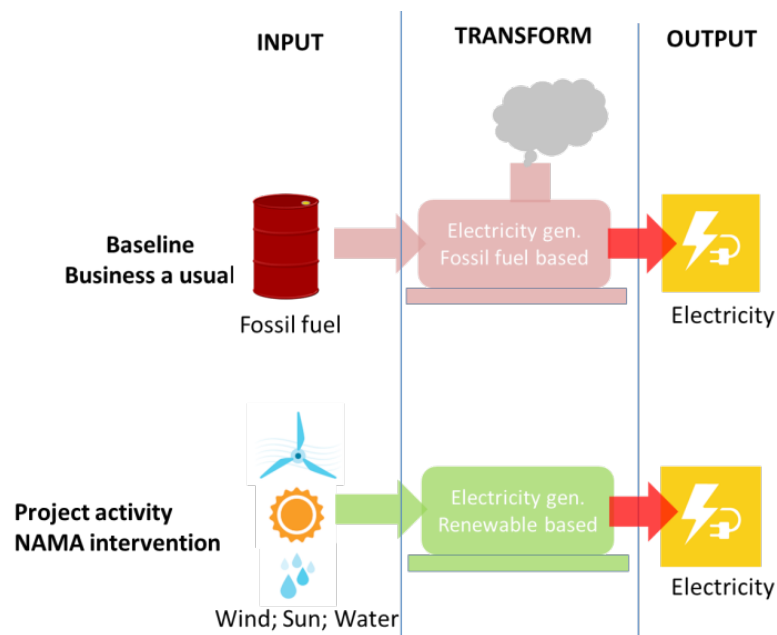 INPUT
TRANSFORM
OUTPUT
Baseline
Business a usual
Fossil fuel
Electricity gen.
Fossil fuel based
Electricity
Project activity
NAMA intervention
Wind; Sun; Water
Electricity gen.
Renewable based
Electricity